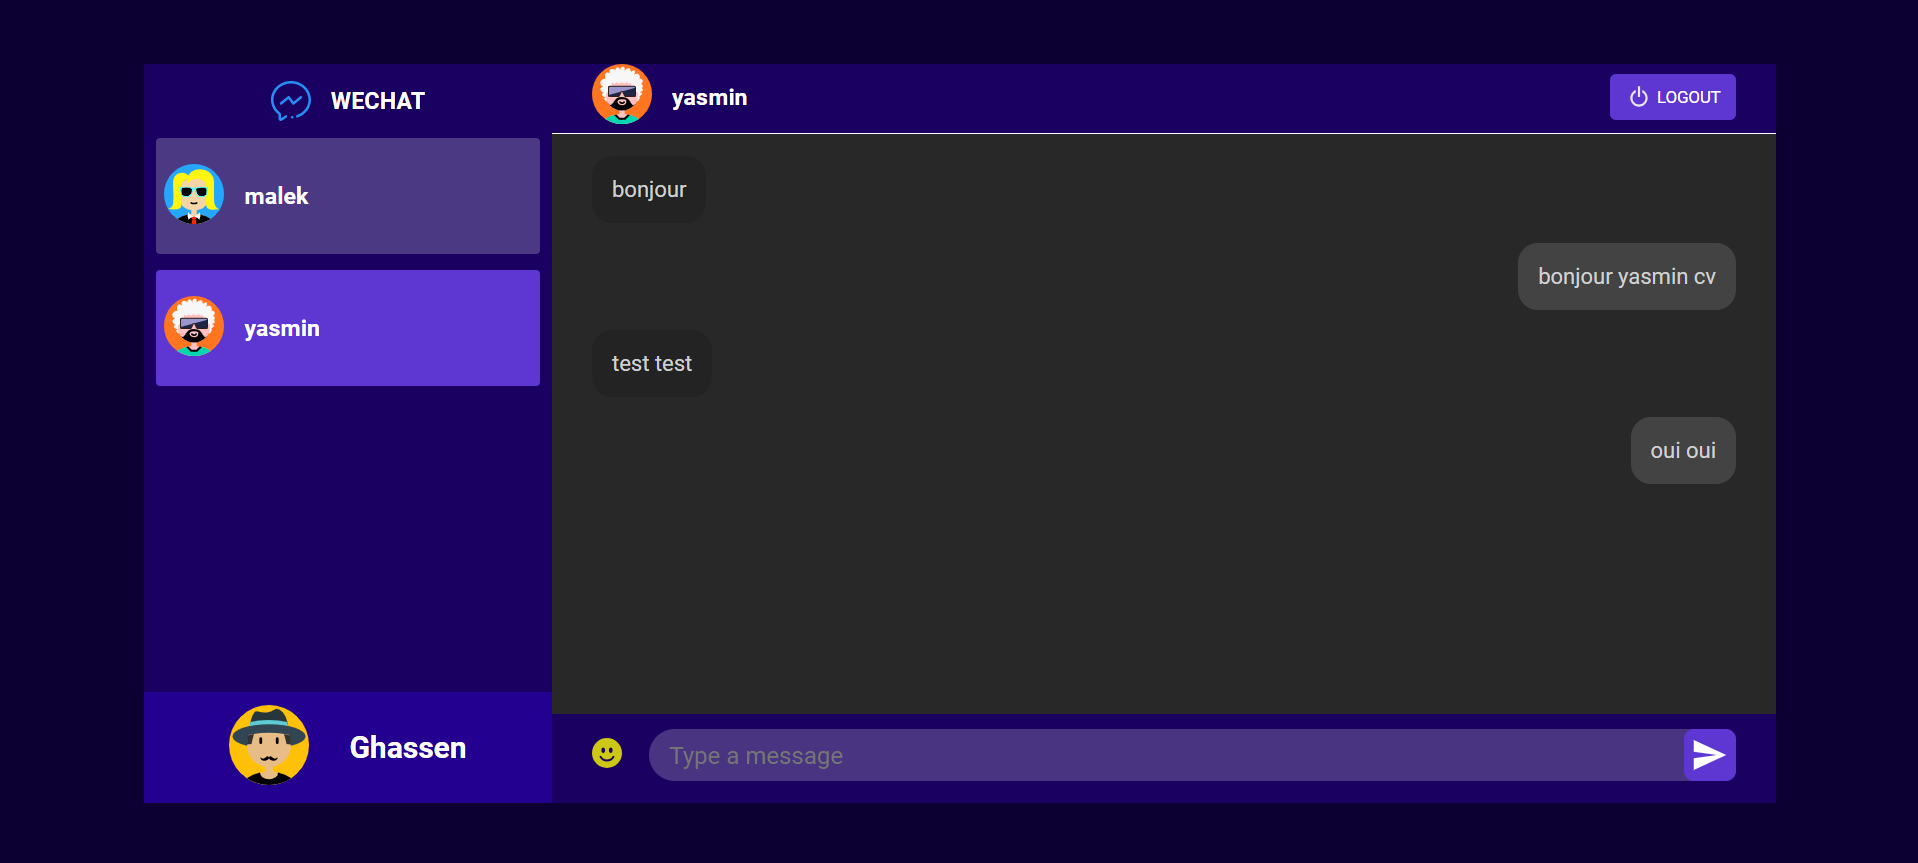 WECHAT
malek
yasmin
Ghassen
yasmin
LOGOUT
bonjour
bonjour yasmin cv
test test
oui oui
Type a message